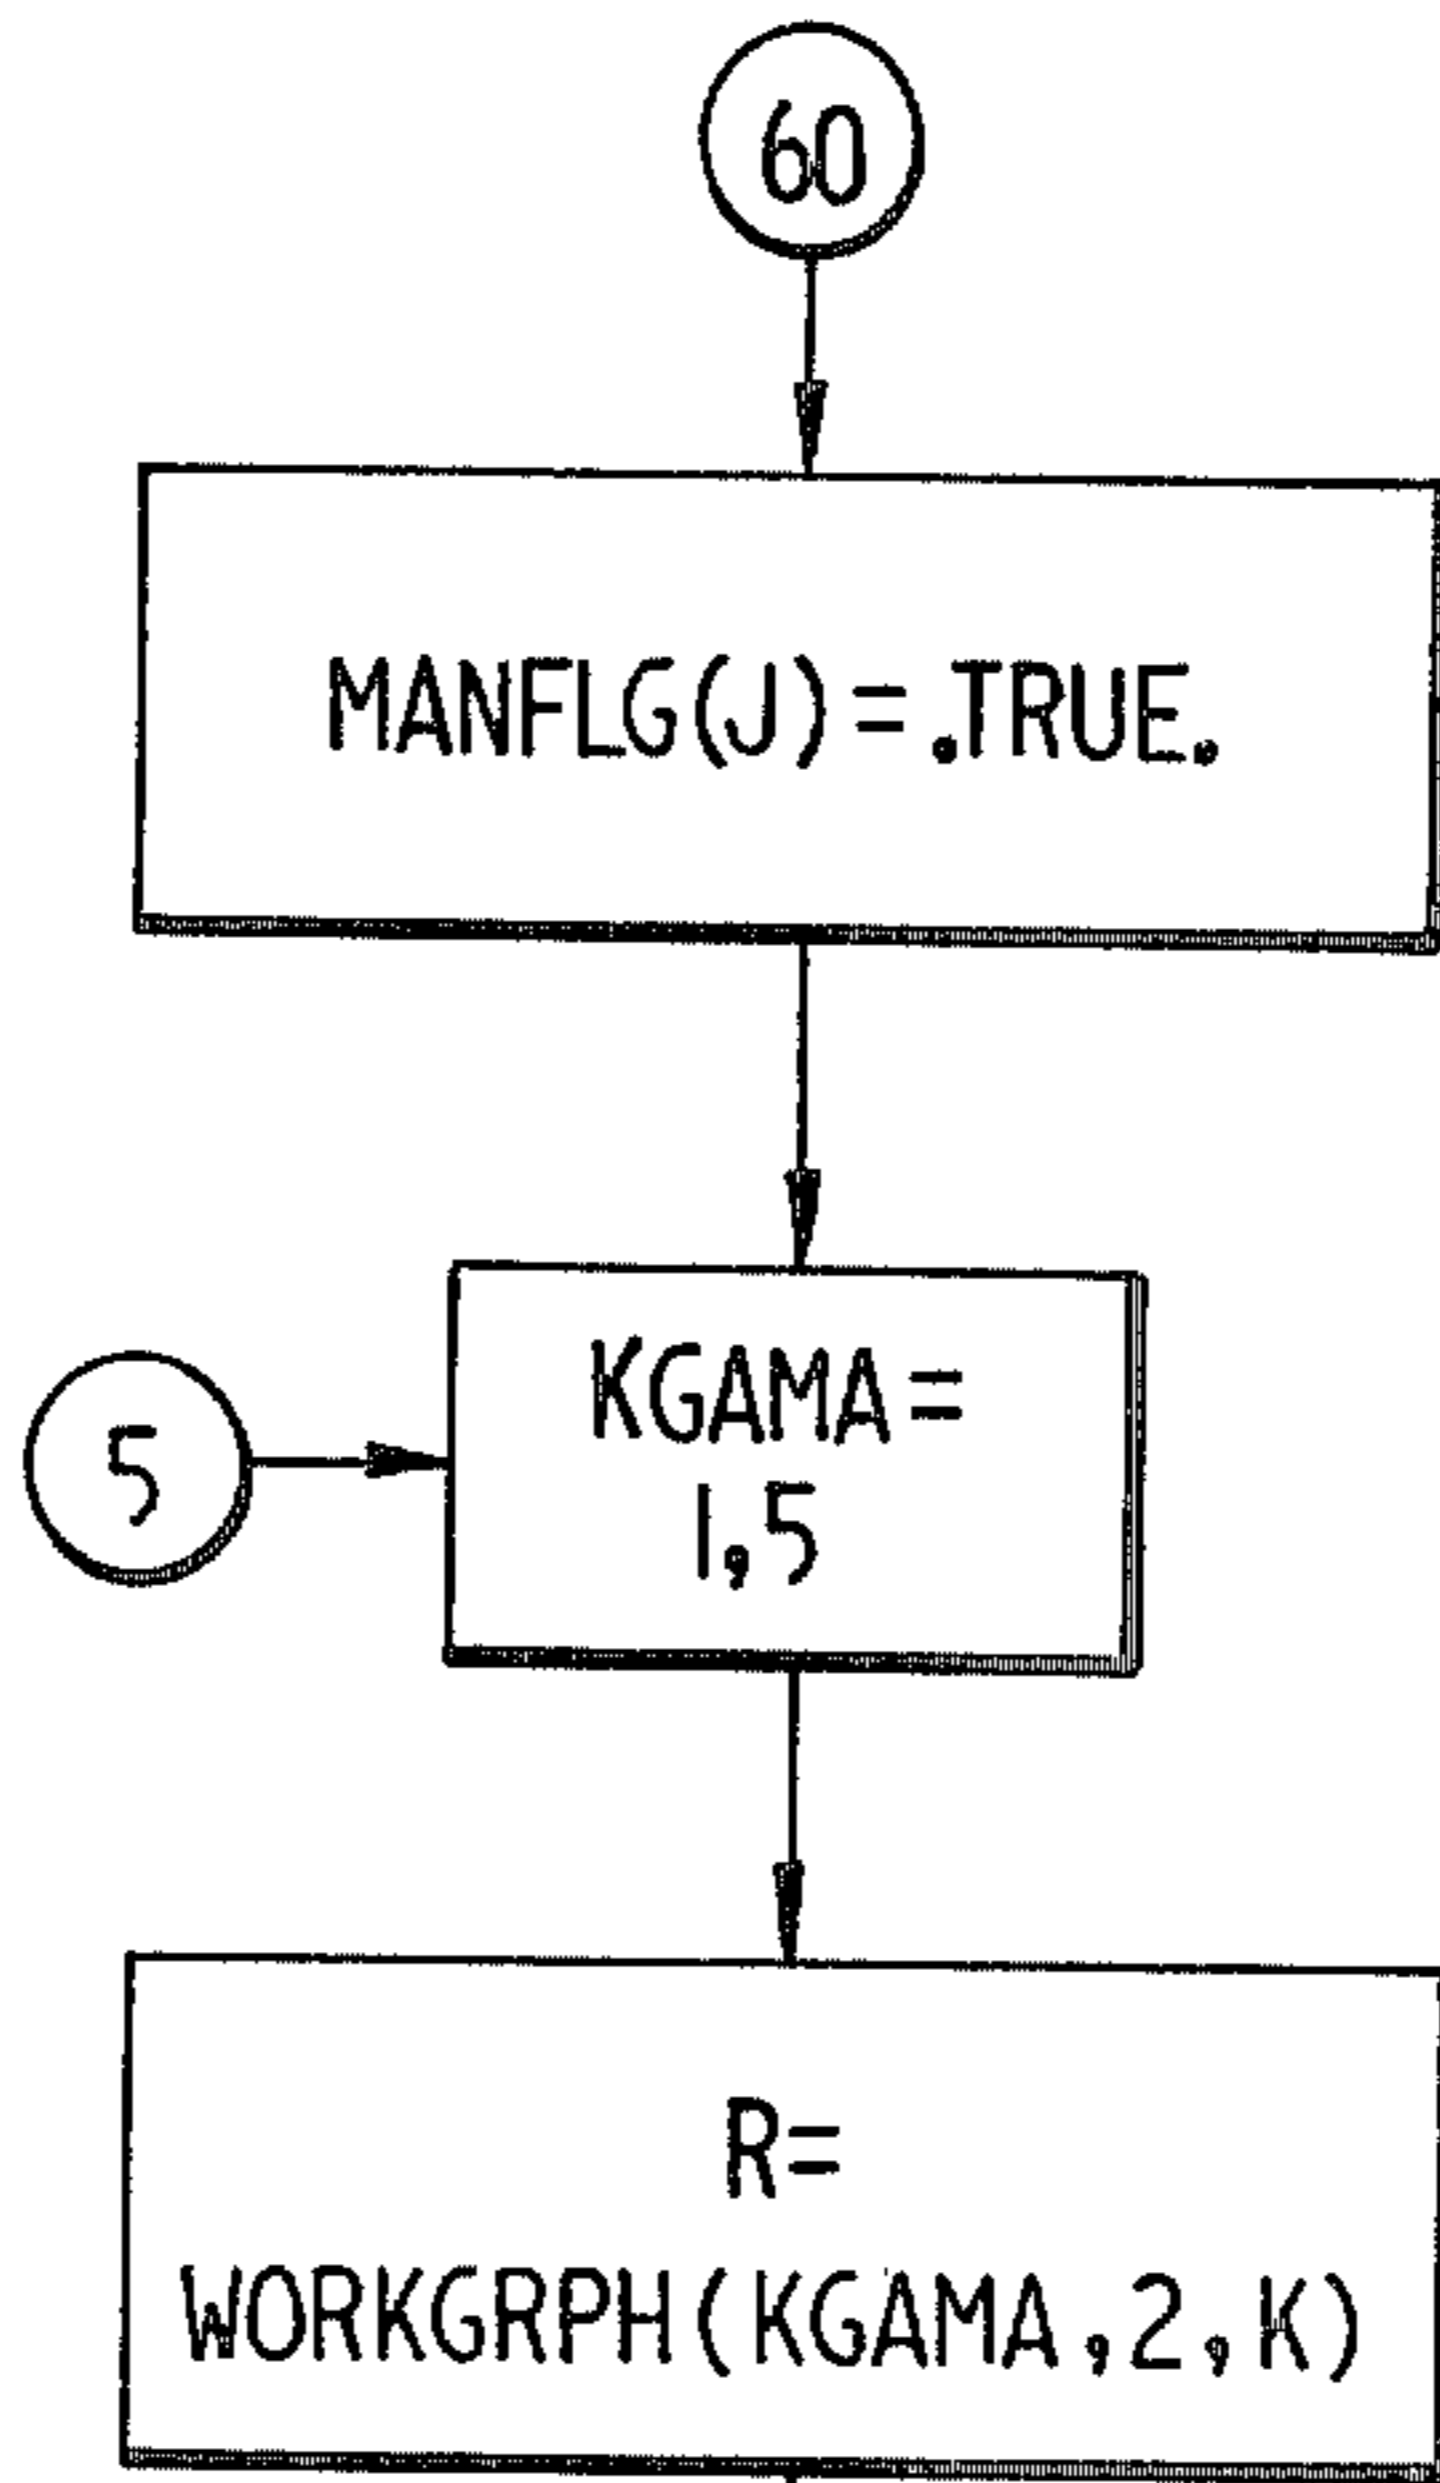 60
MANFLG(J)=.TRUE.
KGAMA=
1,5
5
R=
WORKGRPH(KGAMA,2,K)